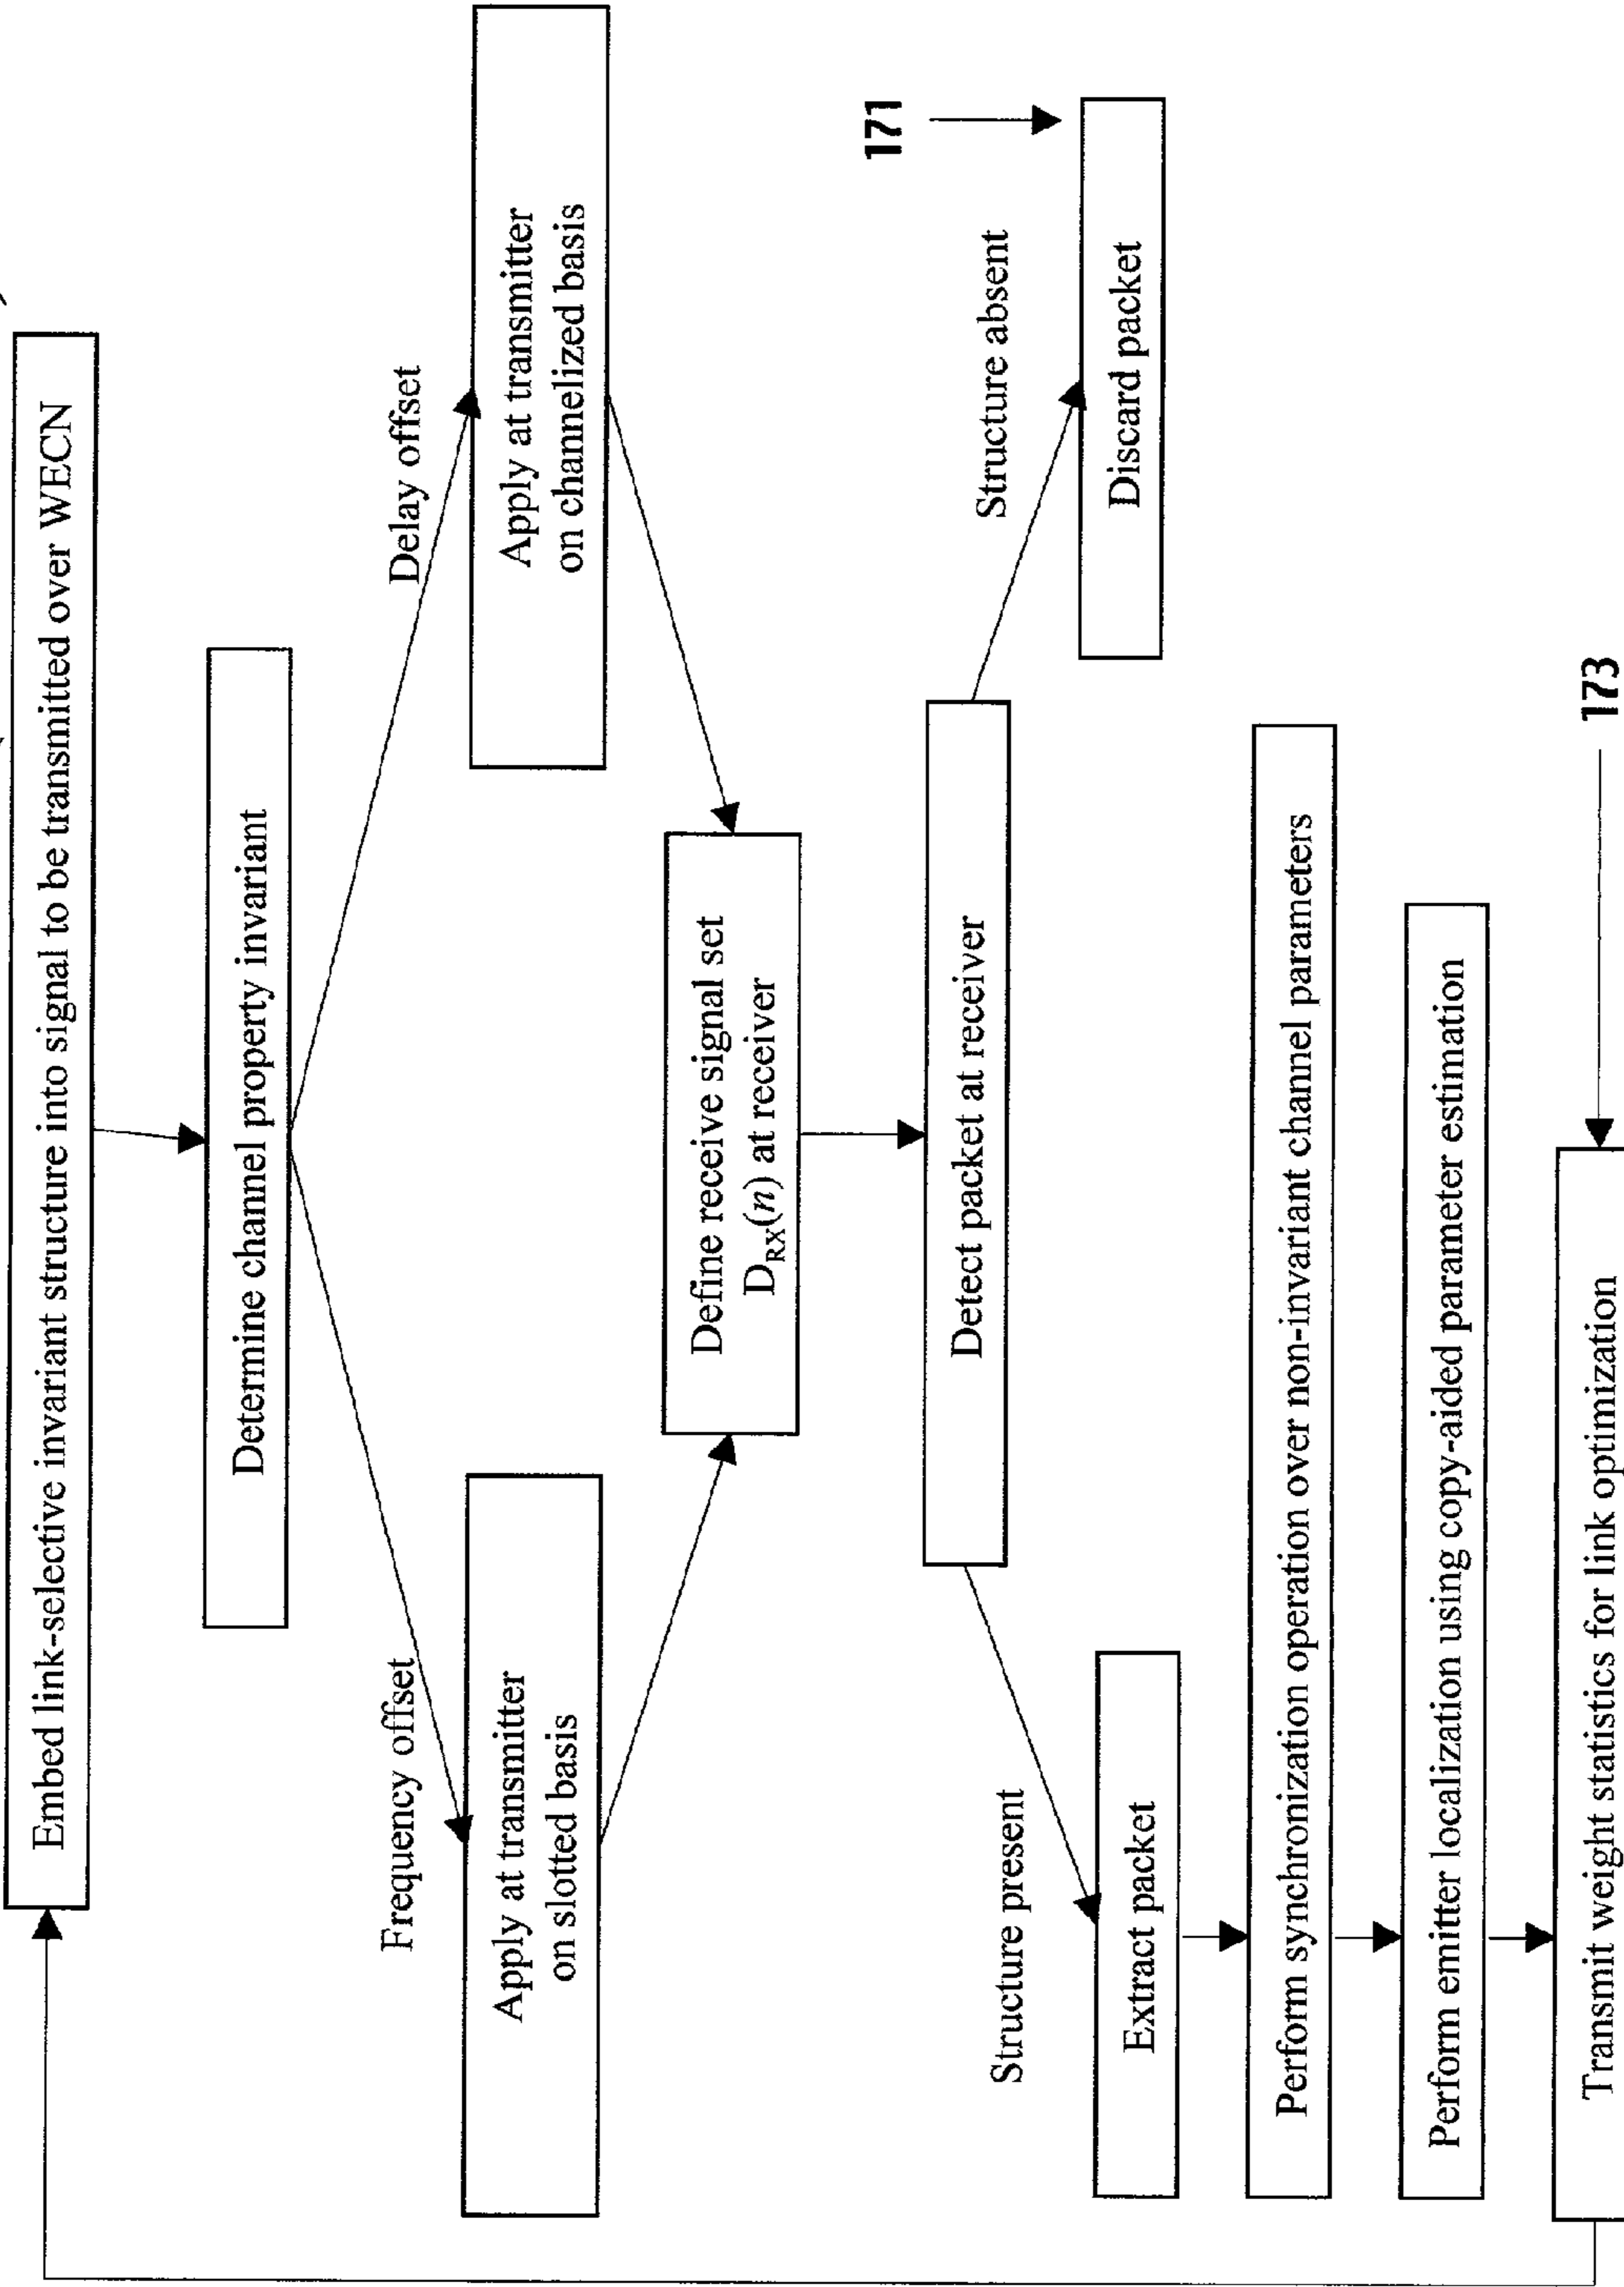 Embed link-selective invariant structure into signal to be transmitted over WECN
Determine channel property invariant
Frequency offset
Delay offset
Apply at transmitter
on slotted basis
Apply at transmitter
on channelized basis
Define receive signal set
D_RX(n) at receiver
Detect packet at receiver
Structure present
Structure absent
171
Extract packet
Discard packet
Perform synchronization operation over non-invariant channel parameters
Perform emitter localization using copy-aided parameter estimation
173
Transmit weight statistics for link optimization